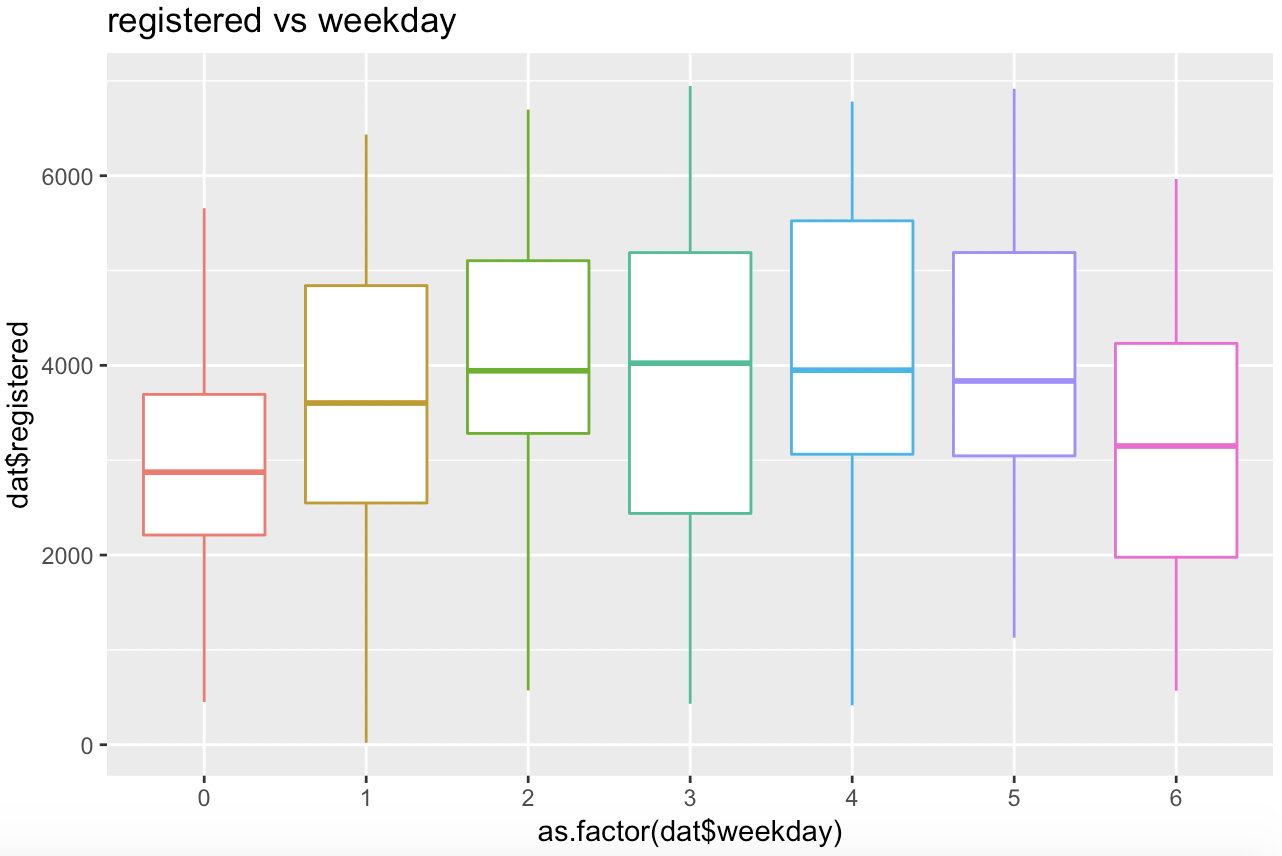 registered vs weekday
dat$registered
6000
4000
2000
0
0 1 2 3 4 5 6
as.factor(dat$weekday)